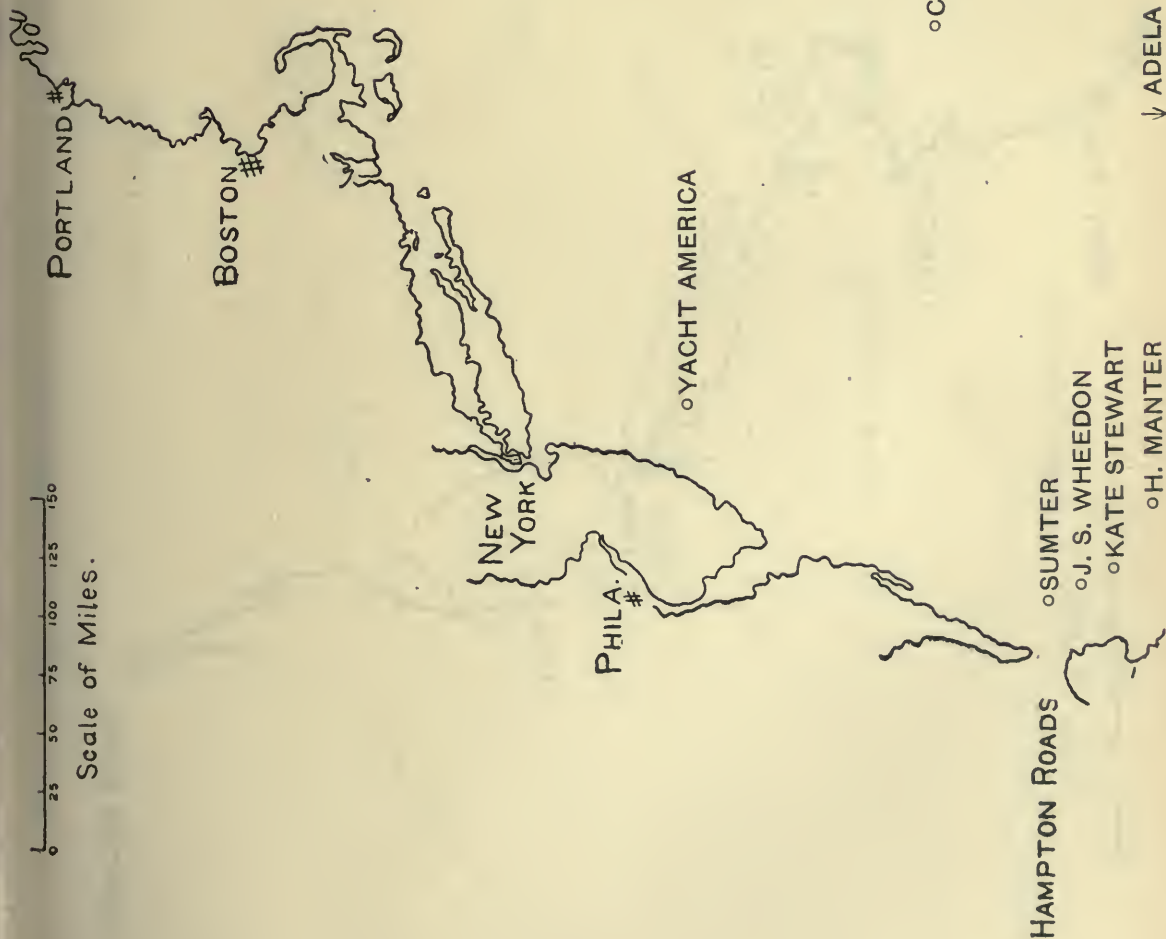 PORTLAND
BOSTON
NEW
YORK
PHILA.
HAMPTON ROADS
YACHT AMERICA
SUMTER
J. S. WHEEDON
KATE STEWART
H. MANTER
C
↓ ADELA
0 25 50 75 100 125 150
Scale of Miles.